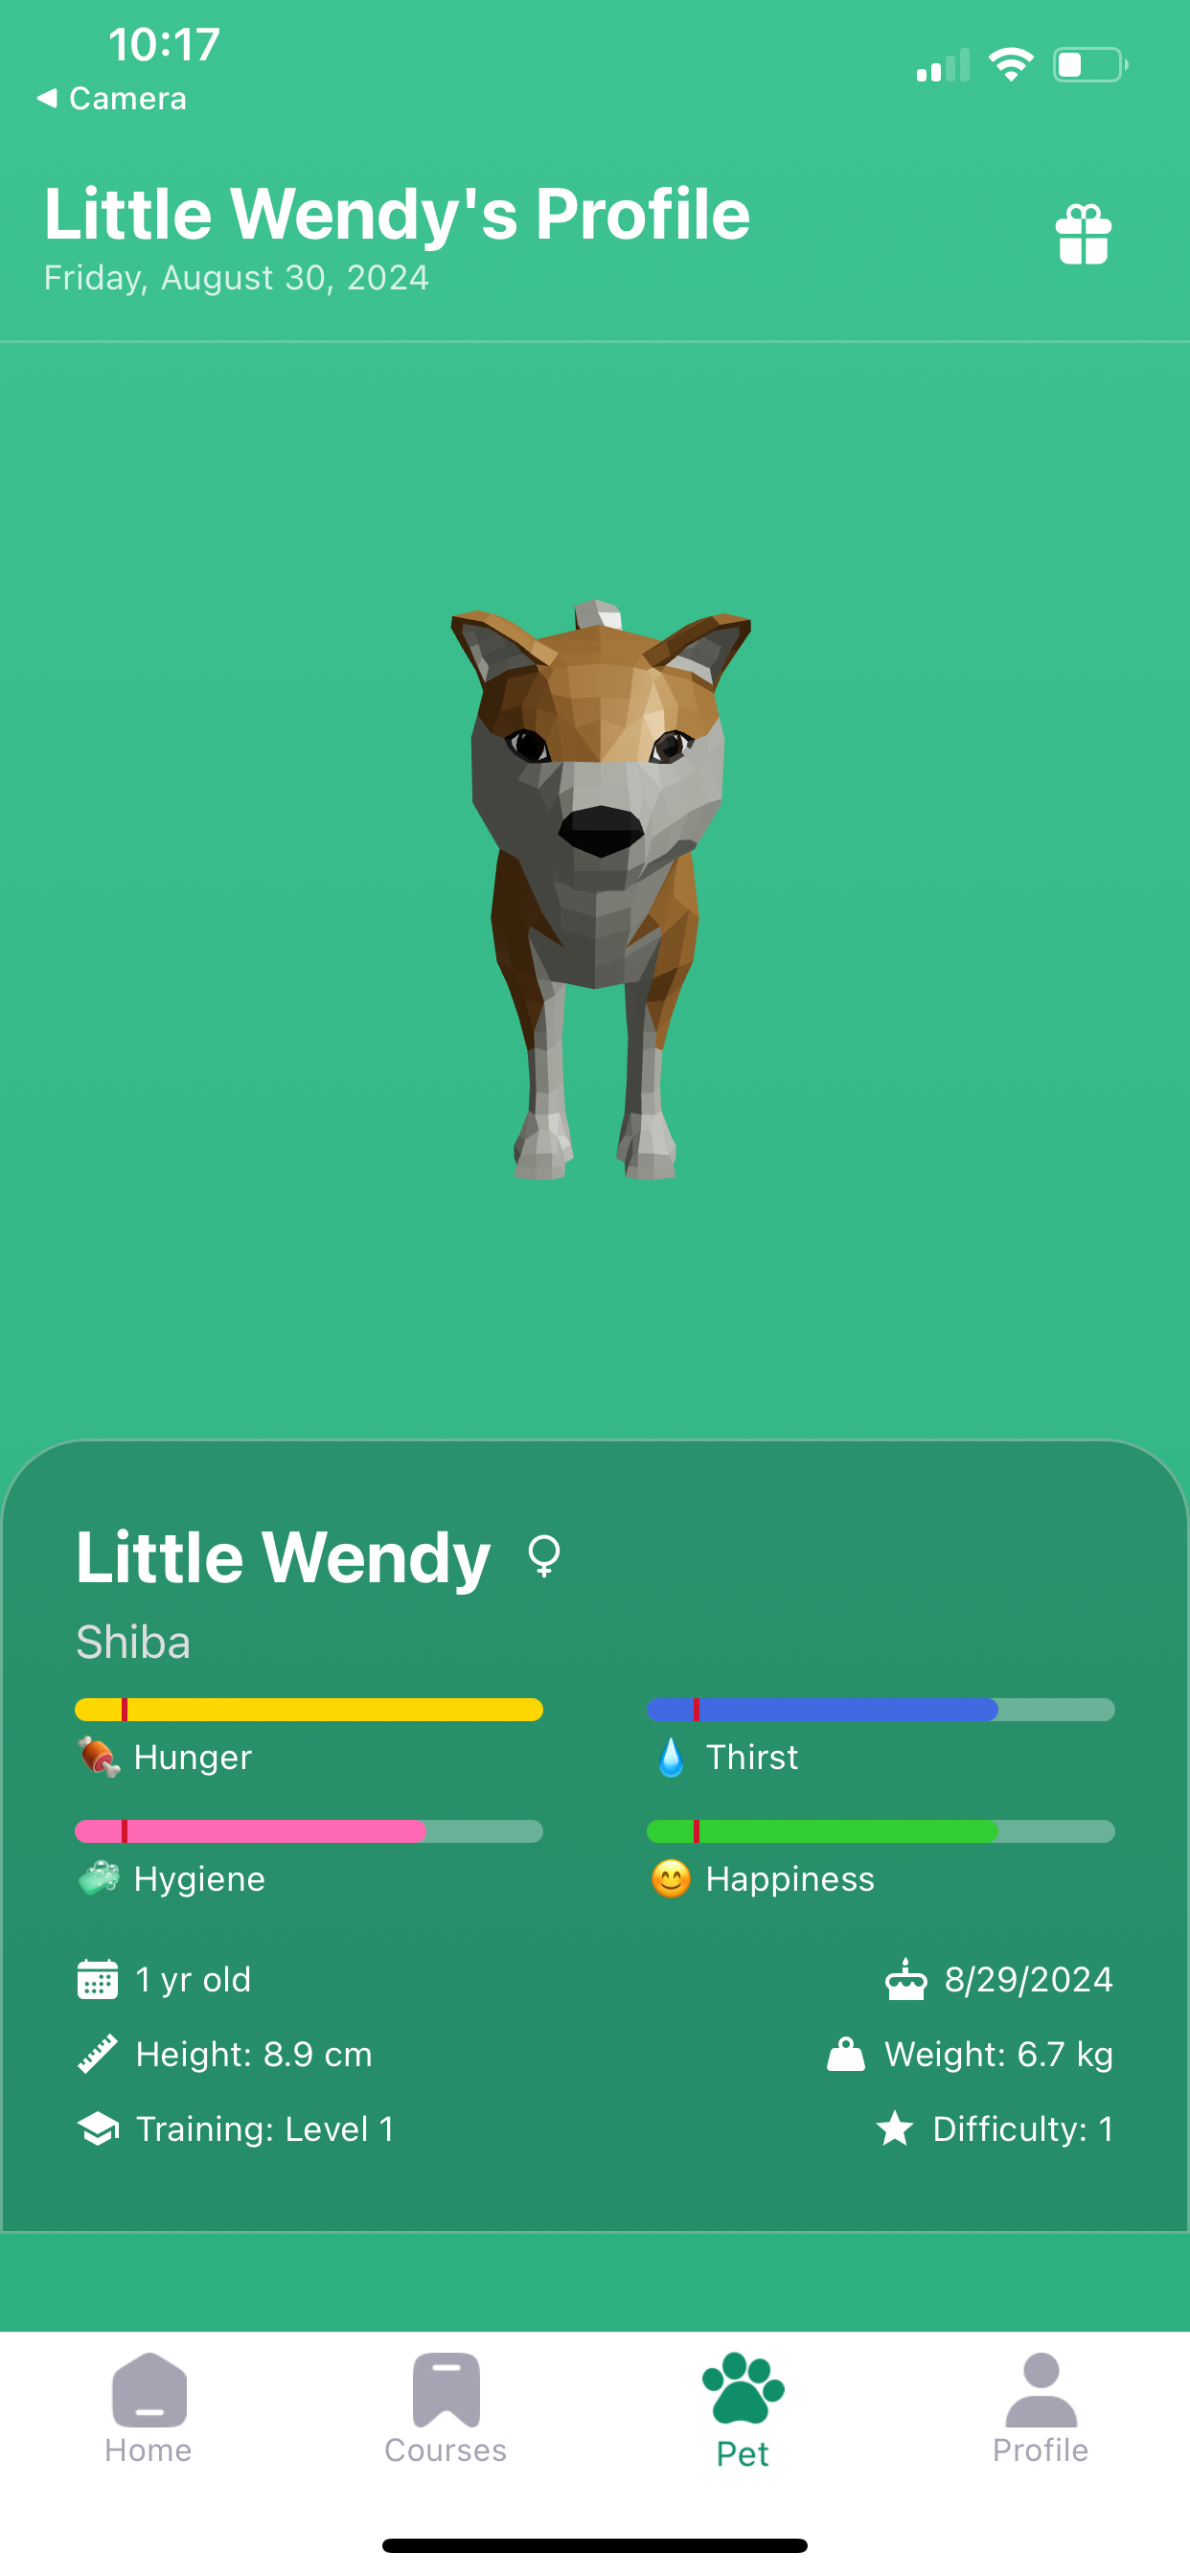 10:17
Camera
Little Wendy's Profile
Friday, August 30, 2024
Little Wendy
Shiba
Hunger
Thirst
Hygiene
Happiness
1 yr old
8/29/2024
Height: 8.9 cm
Weight: 6.7 kg
Training: Level 1
Difficulty: 1
Home
Courses
Pet
Profile